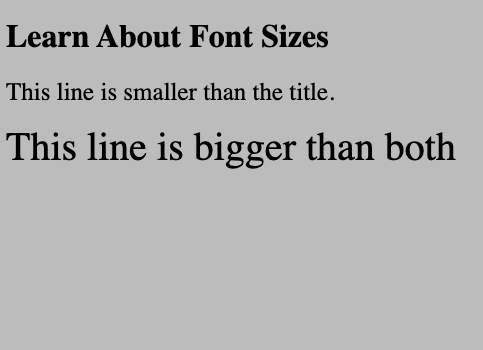 Learn About Font Sizes
This line is smaller than the title.
This line is bigger than both